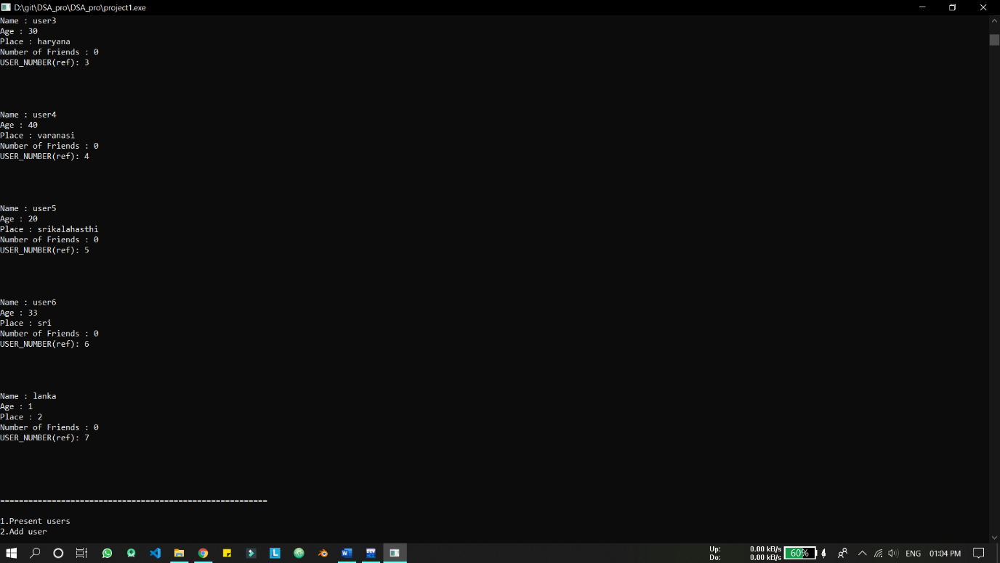 D:\git\DSA_pro\DSA_pro\project1.exe
Name : user3
Age : 30
Place : haryana
Number of Friends : 0
USER_NUMBER(ref): 3
Name : user4
Age : 40
Place : varanasi
Number of Friends : 0
USER_NUMBER(ref): 4
Name : user5
Age : 20
Place : srikalahasthi
Number of Friends : 0
USER_NUMBER(ref): 5
Name : user6
Age : 33
Place : sri
Number of Friends : 0
USER_NUMBER(ref): 6
Name : lanka
Age : 1
Place : 2
Number of Friends : 0
USER_NUMBER(ref): 7
=========================================================
1.Present users
2.Add user
Up: 0.00 kB/s
Do: 0.00 kB/s
60%
ENG
01:04 PM